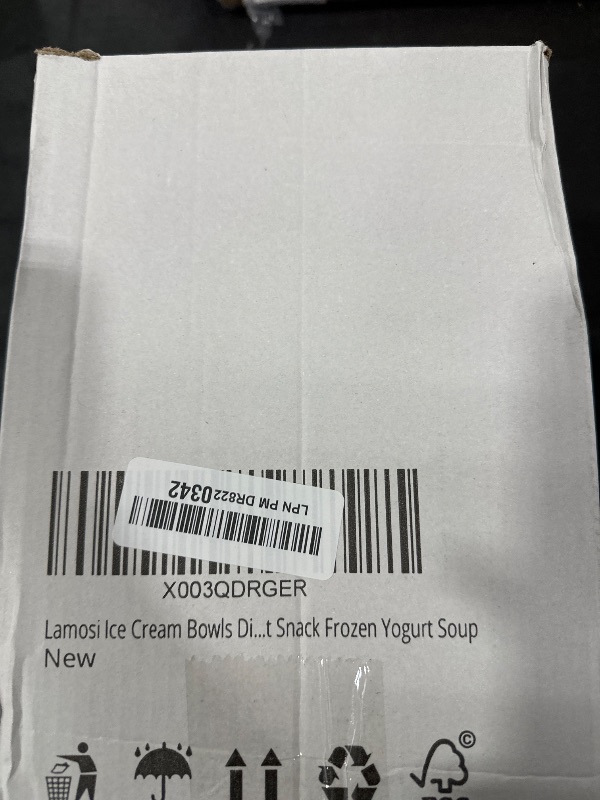 LPN PM DR8220342
X003QDRGER
Lamosi Ice Cream Bowls Di...t Snack Frozen Yogurt Soup
New
©